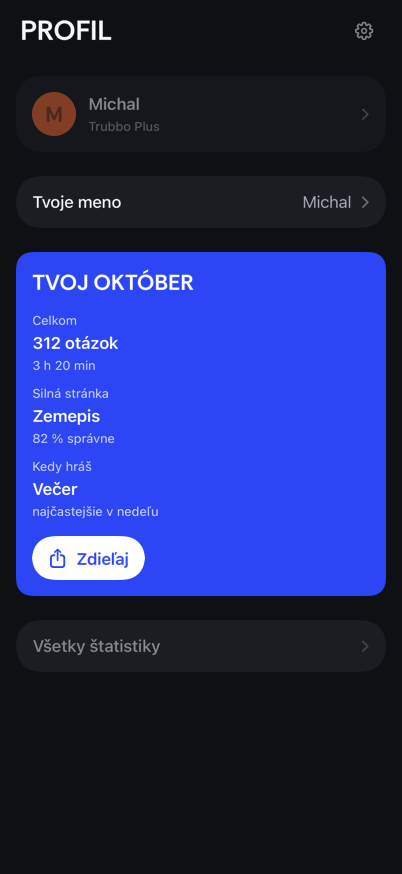 PROFIL
M
Michal
Trubbo Plus
Tvoje meno
Michal
TVOJ OKTÓBER
Celkom
312 otázok
3 h 20 min
Silná stránka
Zemepis
82 % správne
Kedy hráš
Večer
najčastejšie v nedeľu
Zdieľaj
Všetky štatistiky